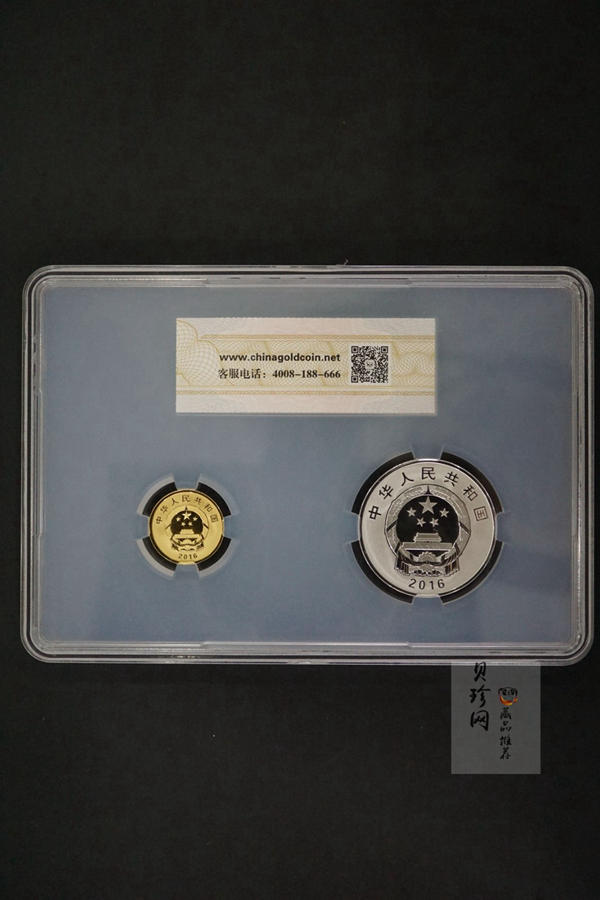 www.chinagoldcoin.net
客服电话：4008-188-666
中华人民共和国
2016
中华人民共和国
2016
贝珍网
藏品推荐